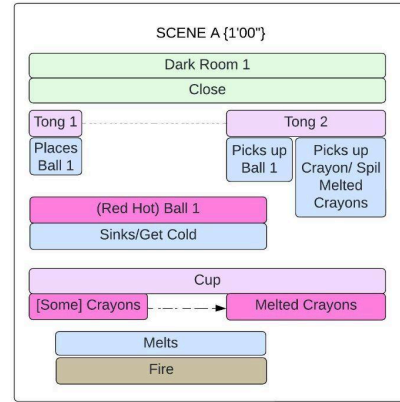 SCENE A {1'00"}
Dark Room 1
Close
Tong 1
Tong 2
Places
Ball 1
Picks up
Ball 1
Picks up
Crayon/ Spil
Melted
Crayons
(Red Hot) Ball 1
Sinks/Get Cold
Cup
[Some] Crayons
Melted Crayons
Melts
Fire